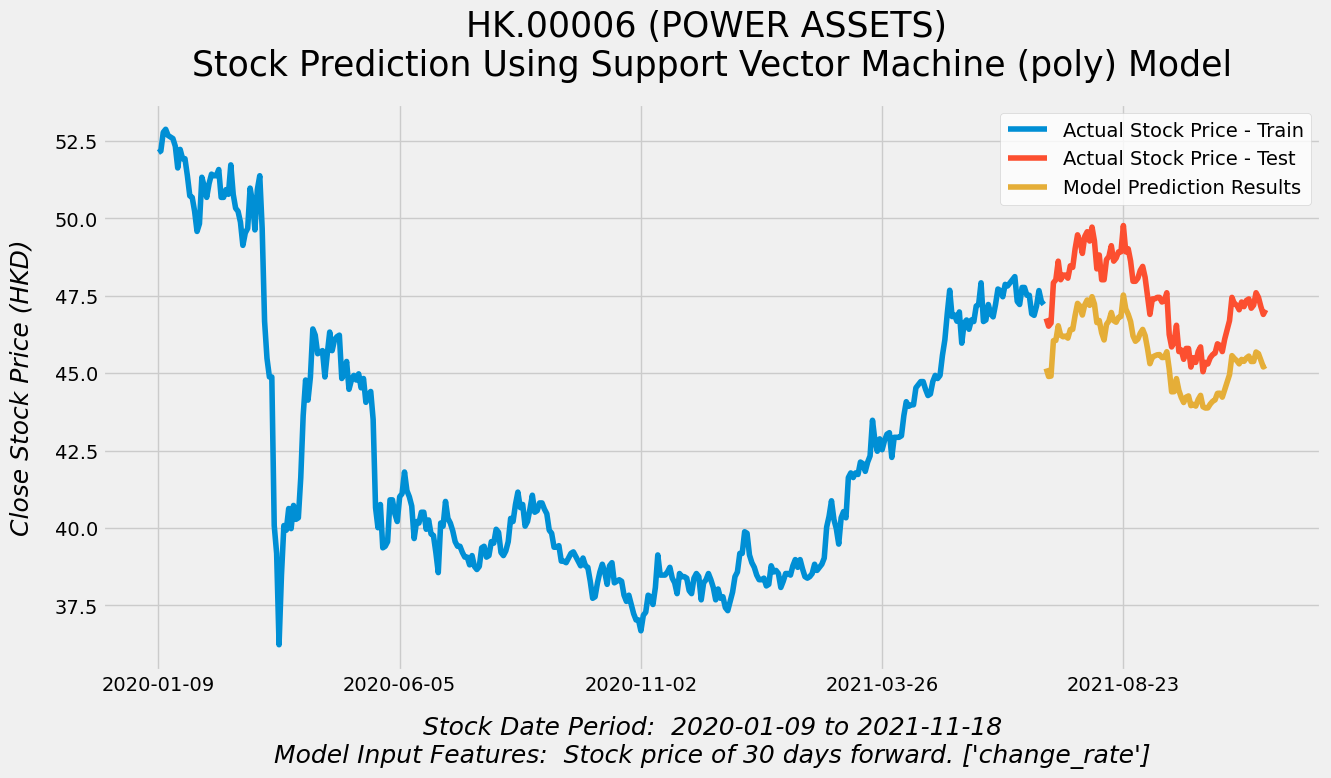 HK.00006 (POWER ASSETS)
Stock Prediction Using Support Vector Machine (poly) Model
Actual Stock Price - Train
Actual Stock Price - Test
Model Prediction Results
Close Stock Price (HKD)
52.5
50.0
47.5
45.0
42.5
40.0
37.5
2020-01-09
2020-06-05
2020-11-02
2021-03-26
2021-08-23
Stock Date Period:  2020-01-09 to 2021-11-18
Model Input Features:  Stock price of 30 days forward. ['change_rate']